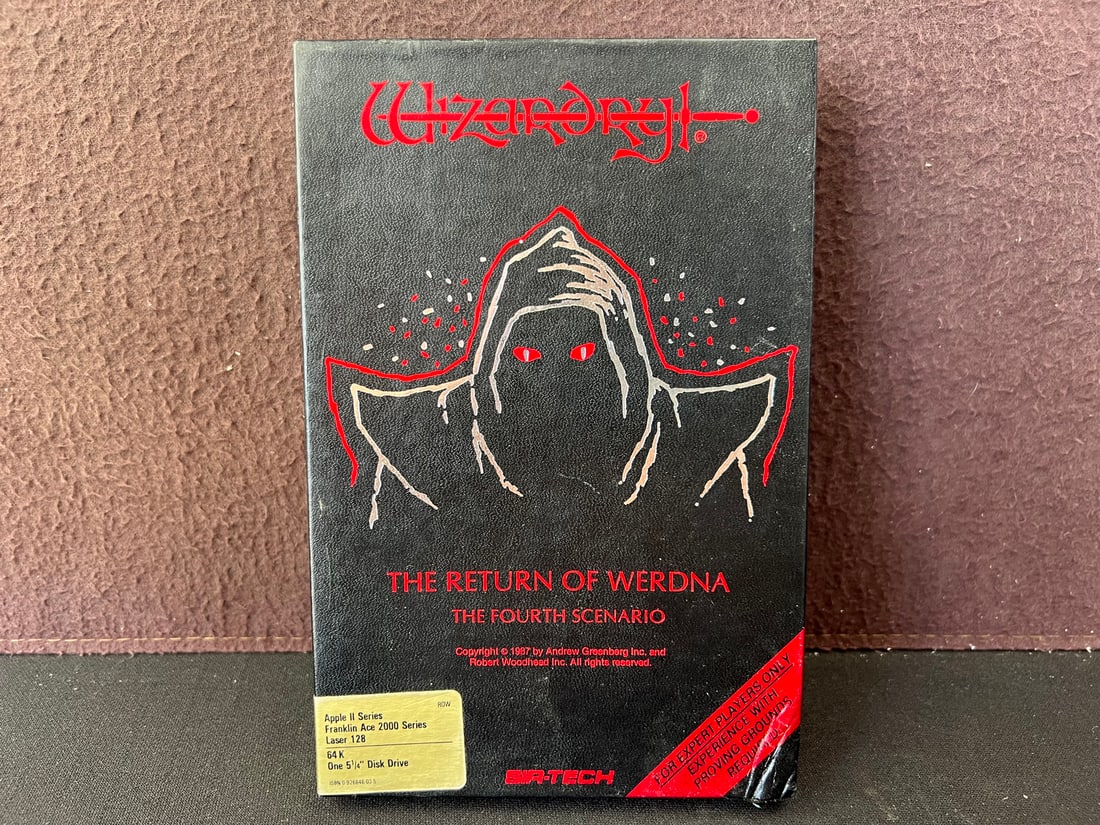 Wizardry ®
THE RETURN OF WERDNA
THE FOURTH SCENARIO
Copyright © 1987 by Andrew Greenberg Inc. and
Robert Woodhead Inc. All rights reserved.
ROW
Apple II Series
Franklin Ace 2000 Series
Laser 128
64 K
One 5¼" Disk Drive
SIR-TECH
FOR EXPERT PLAYERS ONLY
EXPERIENCE WITH
PROVING GROUNDS